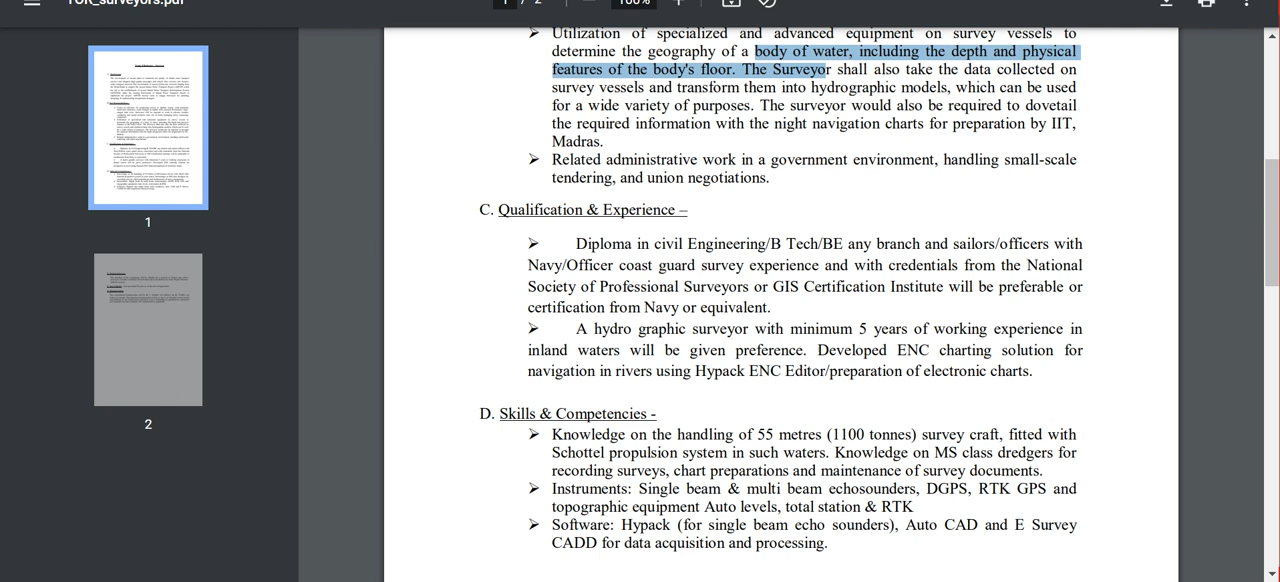 TOR_surveyors.pdf
1 / 2
100%
1
2
➢ Utilization of specialized and advanced equipment on survey vessels to
determine the geography of a body of water, including the depth and physical
features of the body's floor. The Surveyor shall also take the data collected on
survey vessels and transform them into hydrographic models, which can be used
for a wide variety of purposes. The surveyor would also be required to dovetail
the required information with the night navigation charts for preparation by IIT,
Madras.
➢ Related administrative work in a government environment, handling small-scale
tendering, and union negotiations.
C. Qualification & Experience –
➢ Diploma in civil Engineering/B Tech/BE any branch and sailors/officers with
Navy/Officer coast guard survey experience and with credentials from the National
Society of Professional Surveyors or GIS Certification Institute will be preferable or
certification from Navy or equivalent.
➢ A hydro graphic surveyor with minimum 5 years of working experience in
inland waters will be given preference. Developed ENC charting solution for
navigation in rivers using Hypack ENC Editor/preparation of electronic charts.
D. Skills & Competencies -
➢ Knowledge on the handling of 55 metres (1100 tonnes) survey craft, fitted with
Schottel propulsion system in such waters. Knowledge on MS class dredgers for
recording surveys, chart preparations and maintenance of survey documents.
➢ Instruments: Single beam & multi beam echosounders, DGPS, RTK GPS and
topographic equipment Auto levels, total station & RTK
➢ Software: Hypack (for single beam echo sounders), Auto CAD and E Survey
CADD for data acquisition and processing.